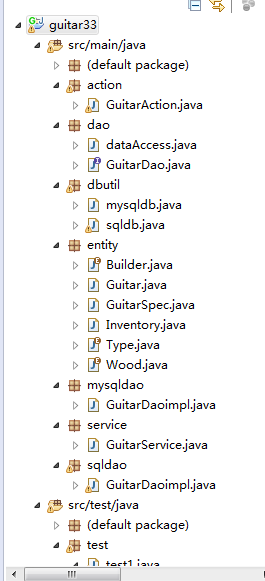 guitar33
src/main/java
(default package)
action
GuitarAction.java
dao
dataAccess.java
GuitarDao.java
dbutil
mysqldb.java
sqldb.java
entity
Builder.java
Guitar.java
GuitarSpec.java
Inventory.java
Type.java
Wood.java
mysqldao
GuitarDaoimpl.java
service
GuitarService.java
sqldao
GuitarDaoimpl.java
src/test/java
(default package)
test
test1.java